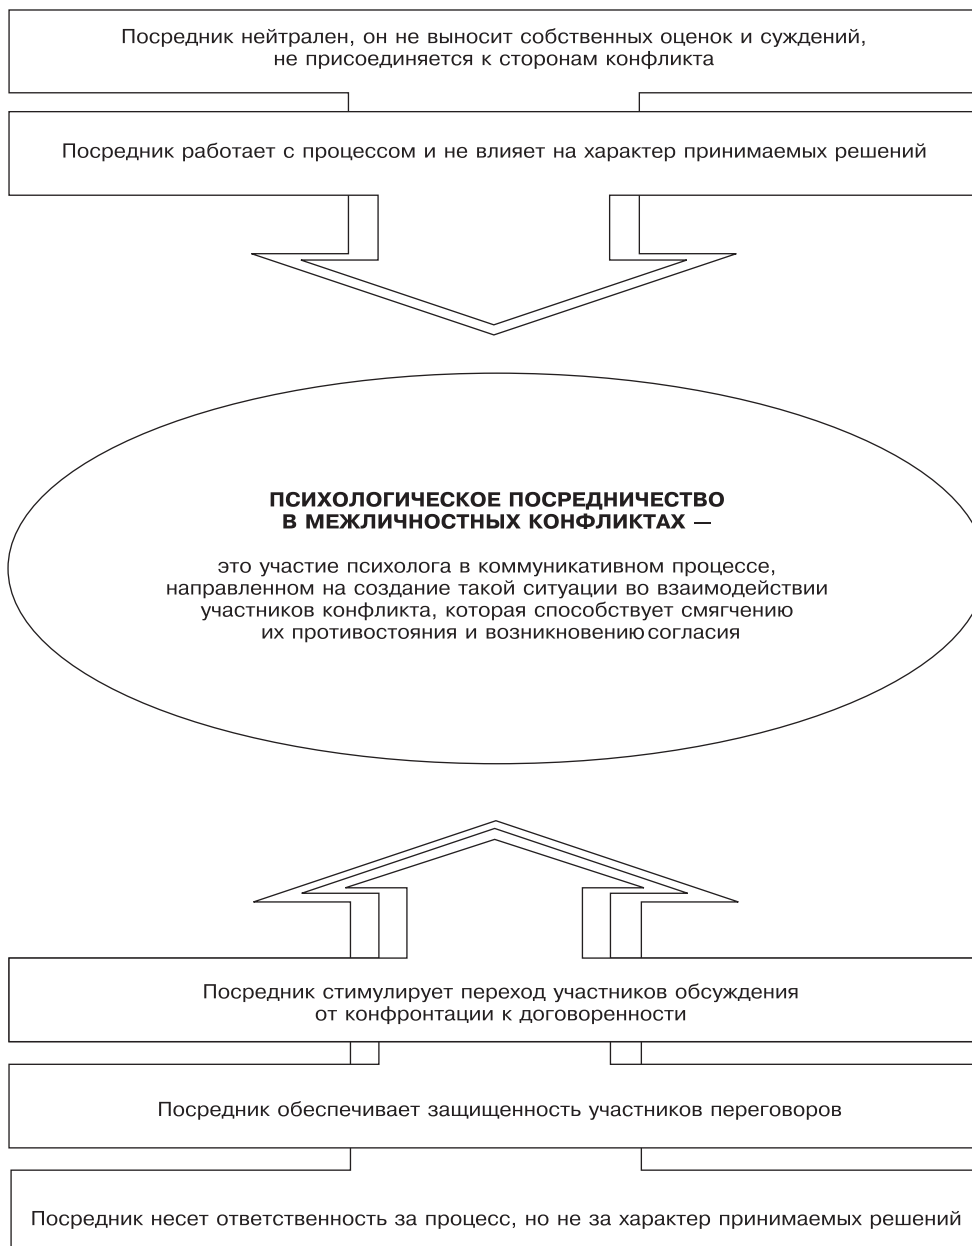 Посредник нейтрален, он не выносит собственных оценок и суждений,
не присоединяется к сторонам конфликта
Посредник работает с процессом и не влияет на характер принимаемых решений
ПСИХОЛОГИЧЕСКОЕ ПОСРЕДНИЧЕСТВО
В МЕЖЛИЧНОСТНЫХ КОНФЛИКТАХ —
это участие психолога в коммуникативном процессе,
направленном на создание такой ситуации во взаимодействии
участников конфликта, которая способствует смягчению
их противостояния и возникновению согласия
Посредник стимулирует переход участников обсуждения
от конфронтации к договоренности
Посредник обеспечивает защищенность участников переговоров
Посредник несет ответственность за процесс, но не за характер принимаемых решений